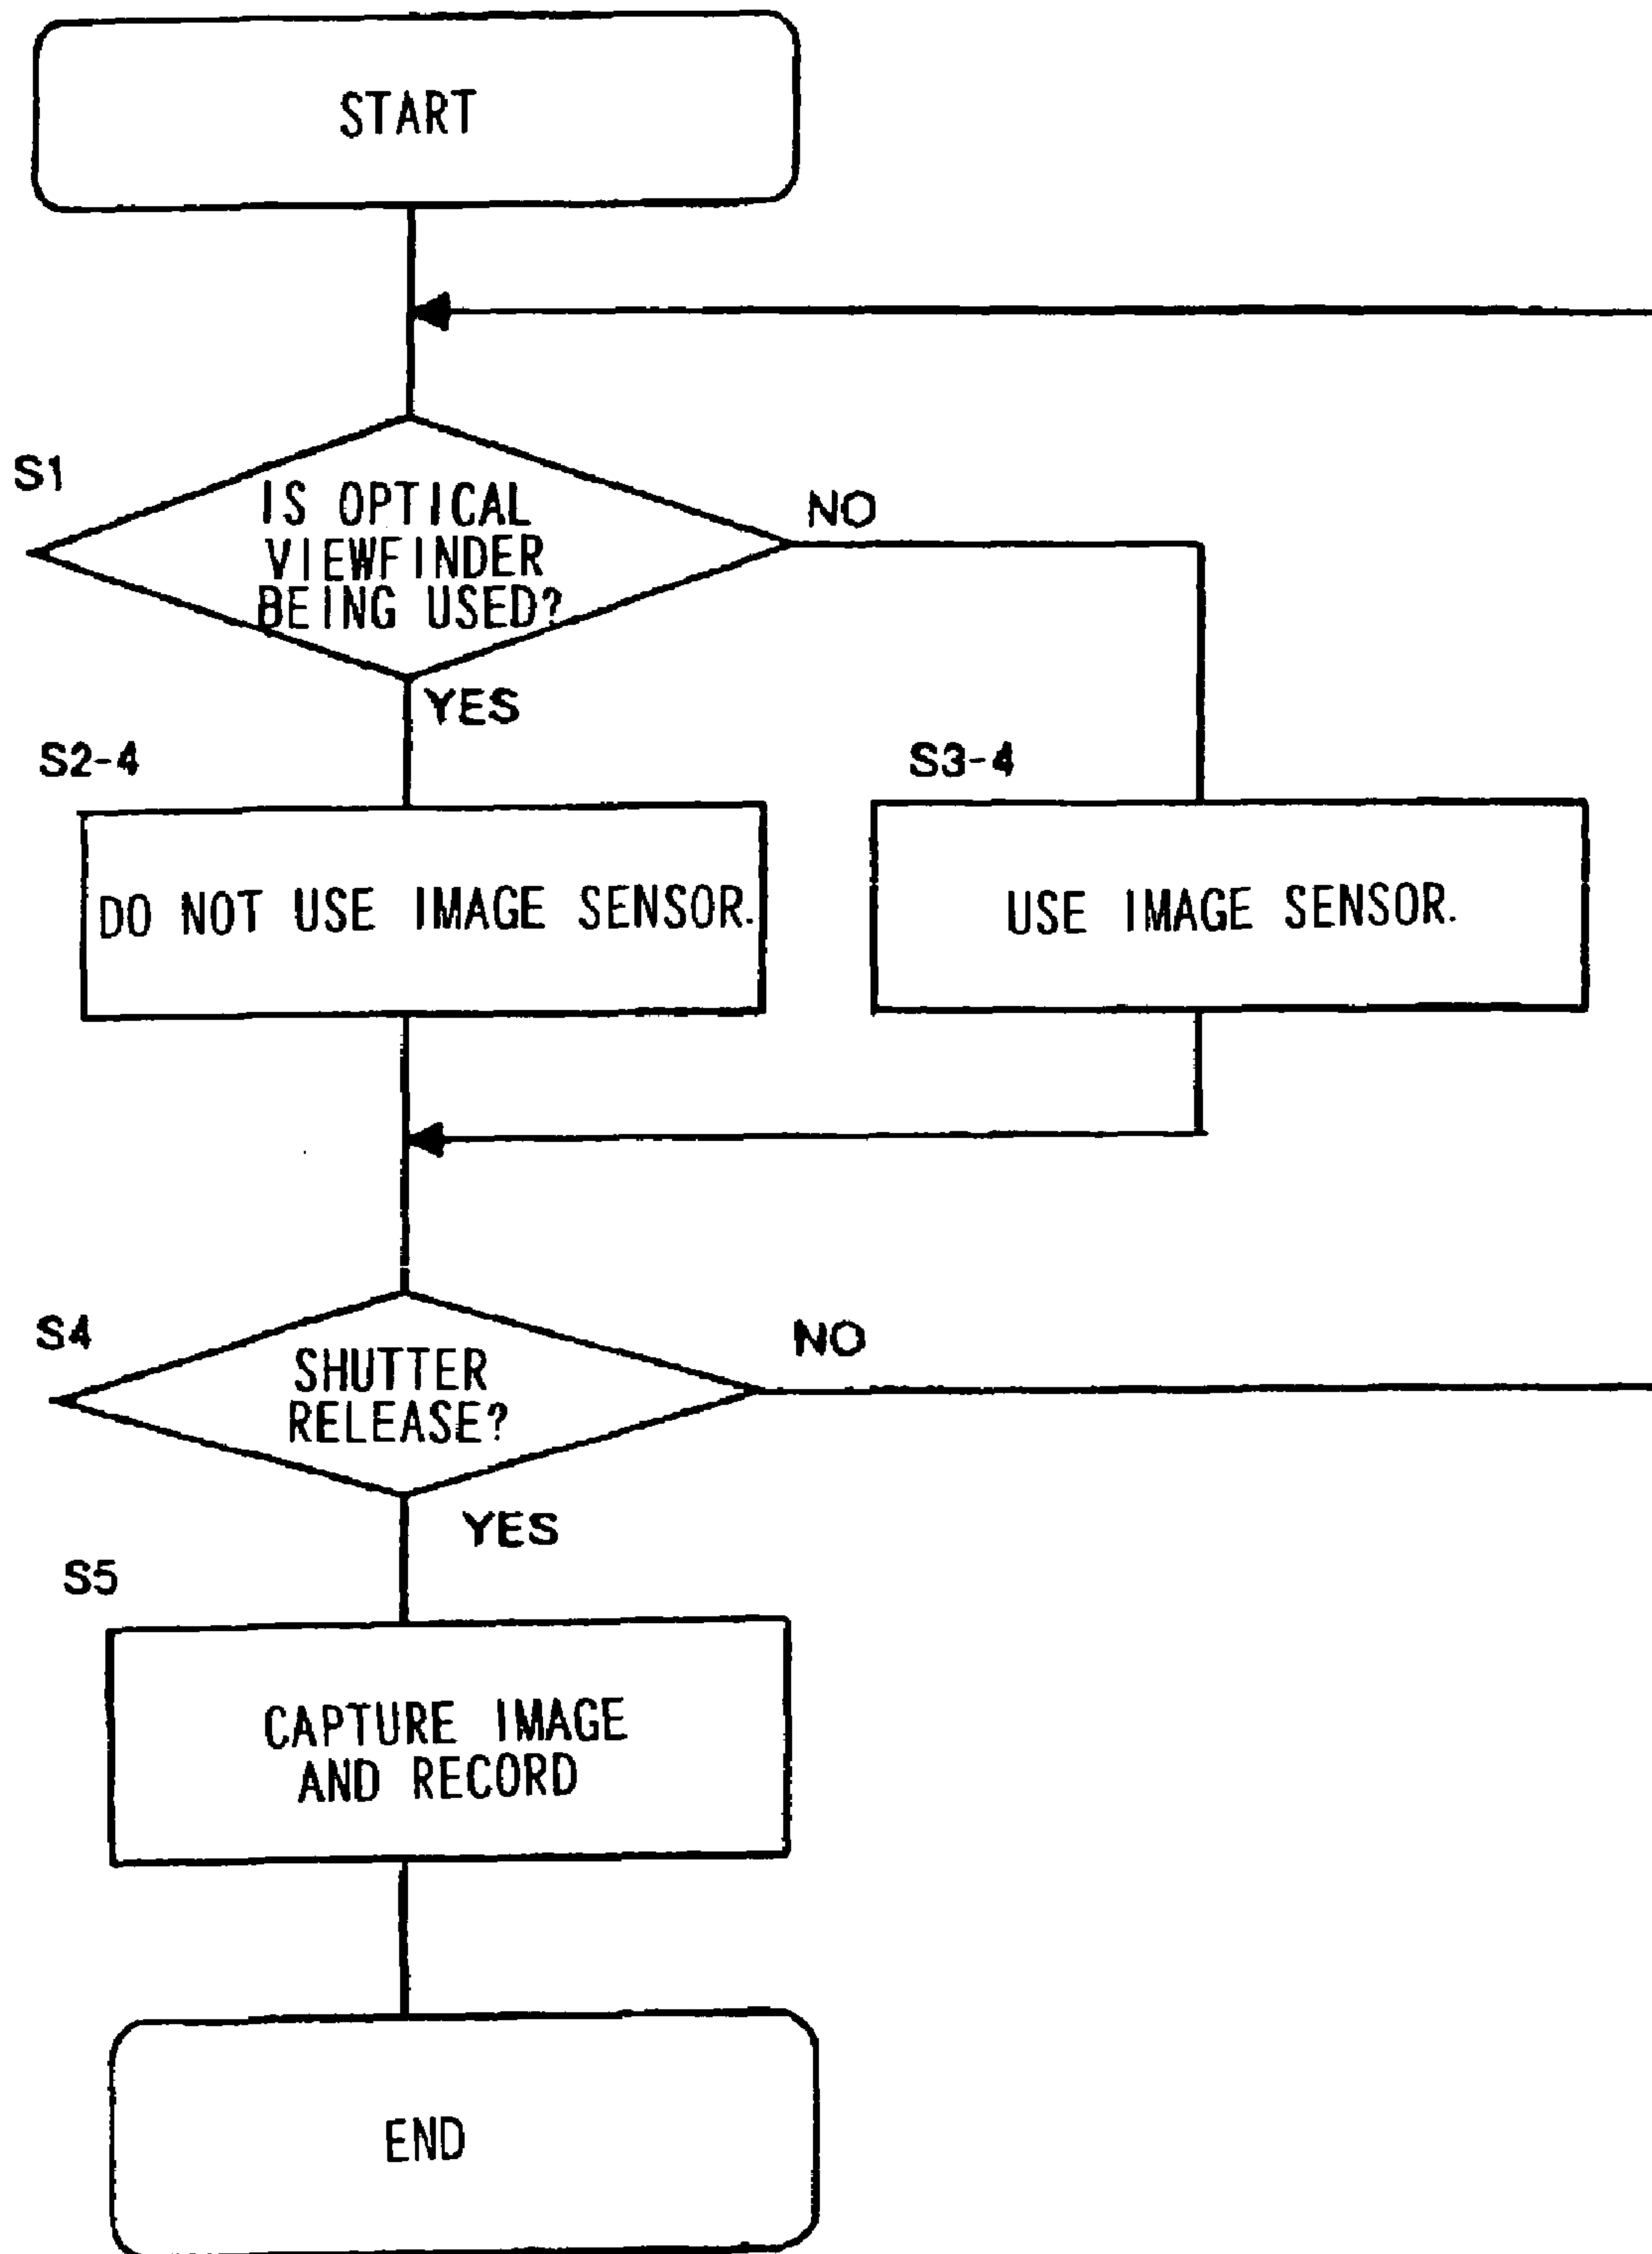 START
S1
IS OPTICAL
VIEWFINDER
BEING USED?
NO
YES
S2-4
DO NOT USE IMAGE SENSOR.
S3-4
USE IMAGE SENSOR.
S4
SHUTTER
RELEASE?
NO
YES
S5
CAPTURE IMAGE
AND RECORD
END